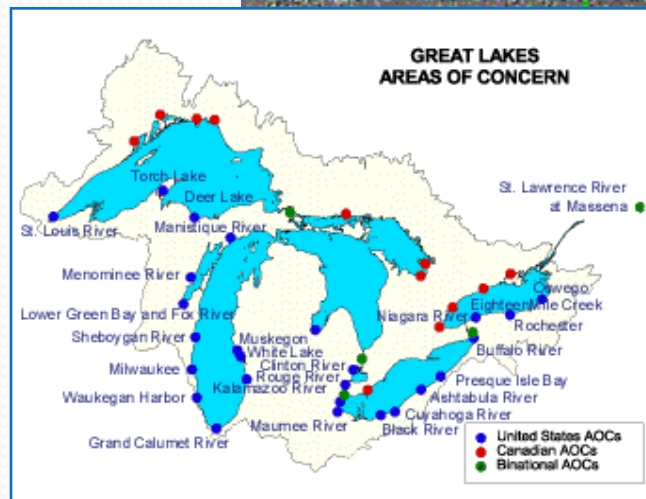 GREAT LAKES
AREAS OF CONCERN
Torch Lake
Deer Lake
St. Lawrence River
at Massena
St. Louis River
Manistique River
Menominee River
Oswego
Lower Green Bay and Fox River
Niagara River
EighteenMile Creek
Rochester
Sheboygan River
Muskegon
White Lake
Buffalo River
Clinton River
Milwaukee
Rouge River
Presque Isle Bay
Kalamazoo River
Ashtabula River
Waukegan Harbor
Maumee River
Cuyahoga River
Black River
Grand Calumet River
United States AOCs
Canadian AOCs
Binational AOCs